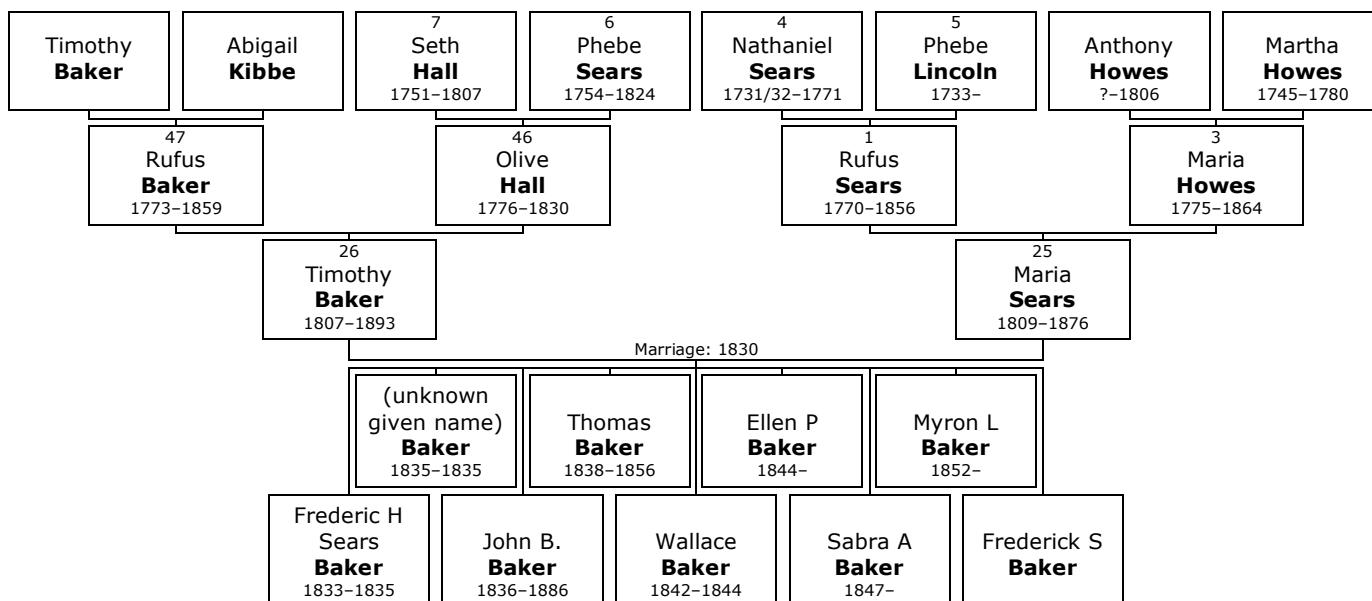 Timothy
Baker
Abigail
Kibbe
7
Seth
Hall
1751–1807
6
Phebe
Sears
1754–1824
4
Nathaniel
Sears
1731/32–1771
5
Phebe
Lincoln
1733–
Anthony
Howes
?–1806
Martha
Howes
1745–1780
47
Rufus
Baker
1773–1859
46
Olive
Hall
1776–1830
1
Rufus
Sears
1770–1856
3
Maria
Howes
1775–1864
26
Timothy
Baker
1807–1893
25
Maria
Sears
1809–1876
Marriage: 1830
(unknown
given name)
Baker
1835–1835
Thomas
Baker
1838–1856
Ellen P
Baker
1844–
Myron L
Baker
1852–
Frederic H
Sears
Baker
1833–1835
John B.
Baker
1836–1886
Wallace
Baker
1842–1844
Sabra A
Baker
1847–
Frederick S
Baker